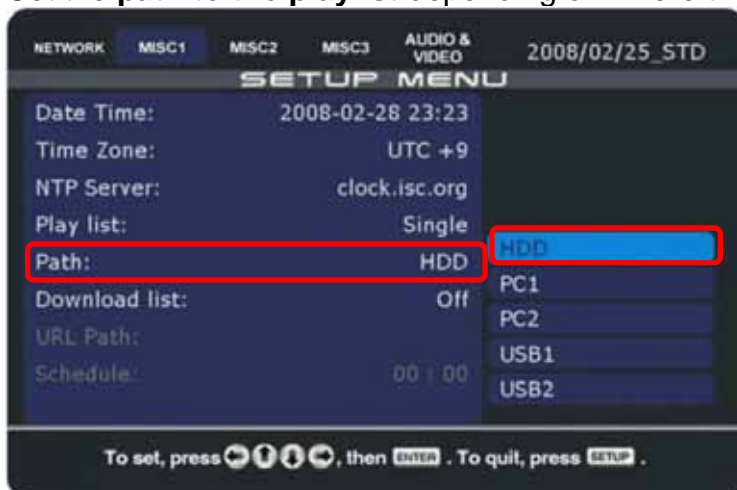 NETWORK MISC1 MISC2 MISC3 AUDIO & VIDEO 2008/02/25_STD
SETUP MENU
Date Time: 2008-02-28 23:23
Time Zone: UTC +9
NTP Server: clock.isc.org
Play list: Single
Path: HDD
Download list: Off
URL Path:
Schedule: 00 : 00
HDD
PC1
PC2
USB1
USB2
To set, press , then ENTER . To quit, press SETUP .